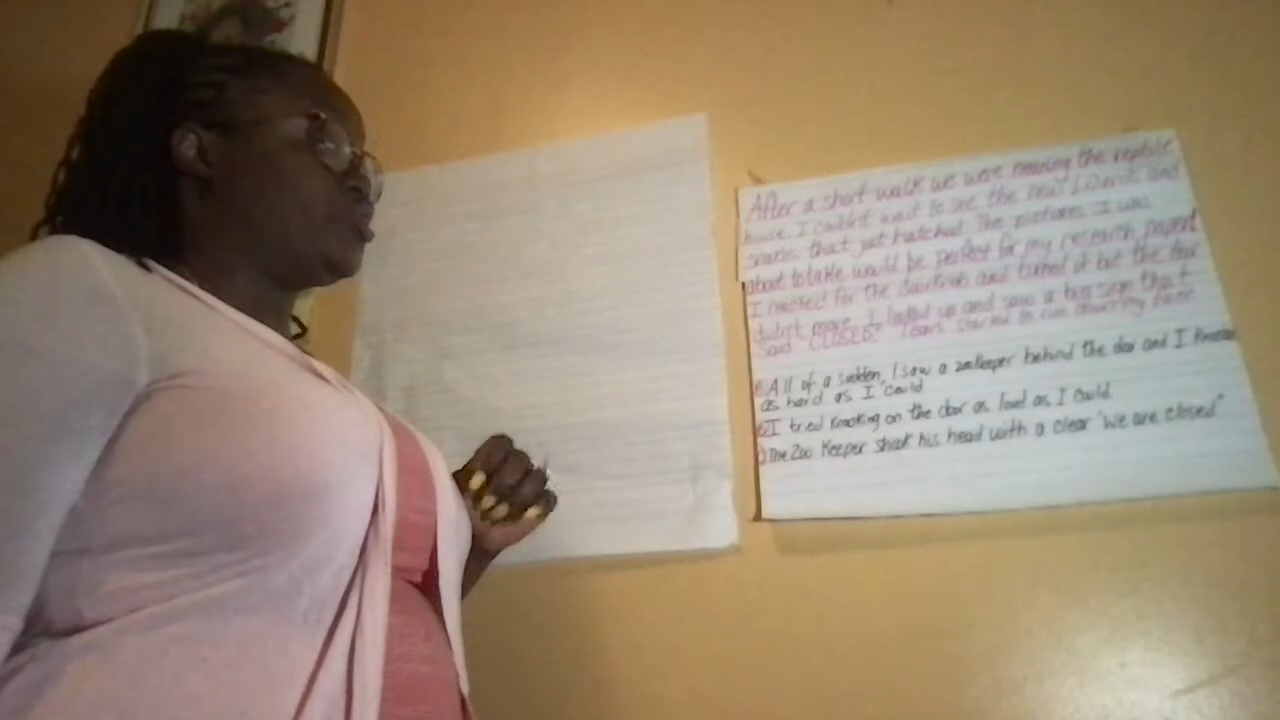 After a short walk we were nearing the reptile
house. I couldn't wait to see the new Lizards and
snakes that just hatched. The pictures I was
about to take would be perfect for my research project
I reached for the doorknob and turned it but the door
didn't move. I looked up and saw a big sign that
said "CLOSED." Tears started to run down my face
All of a sudden, I saw a zookeeper behind the door and I
as hard as I could
I tried knocking on the door as loud as I could.
The Zoo Keeper shook his head with a clear "We are closed"